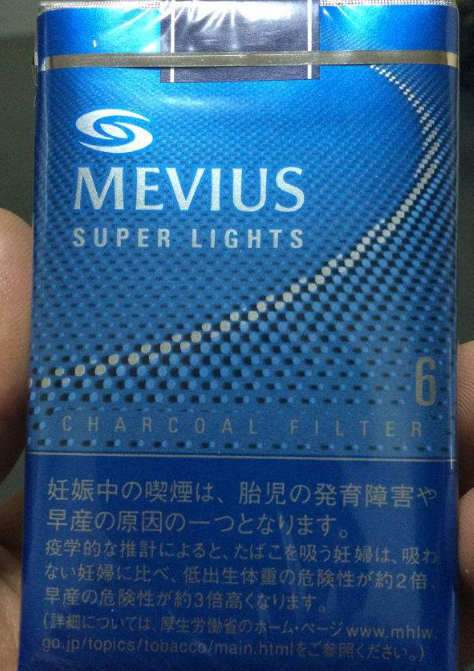 MEVIUS
SUPER LIGHTS
6
CHARCOAL FILTER
妊娠中の喫煙は、胎児の発育障害や
早産の原因の一つとなります。
疫学的な推計によると、たばこを吸う妊婦は、吸わ
ない妊婦に比べ、低出生体重の危険性が約2倍、
早産の危険性が約3倍高くなります。
(詳細については、厚生労働省のホーム・ページ www.mhlw.
go.jp/topics/tobacco/main.htmlをご参照ください。)